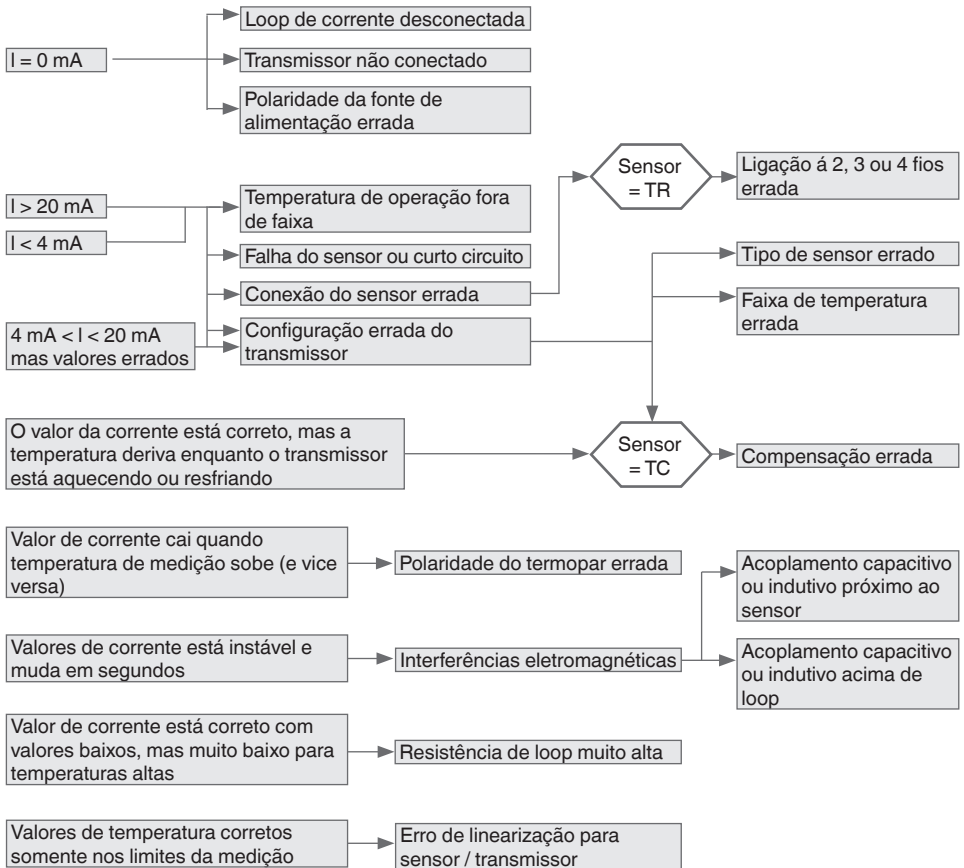 I = 0 mA
Loop de corrente desconectada
Transmissor não conectado
Polaridade da fonte de
alimentação errada
I > 20 mA
I < 4 mA
4 mA < I < 20 mA
mas valores errados
Temperatura de operação fora
de faixa
Falha do sensor ou curto circuito
Conexão do sensor errada
Configuração errada do
transmissor
Sensor
= TR
Ligação á 2, 3 ou 4 fios
errada
Tipo de sensor errado
Faixa de temperatura
errada
O valor da corrente está correto, mas a
temperatura deriva enquanto o transmissor
está aquecendo ou resfriando
Sensor
= TC
Compensação errada
Valor de corrente cai quando
temperatura de medição sobe (e vice
versa)
Polaridade do termopar errada
Valores de corrente está instável e
muda em segundos
Interferências eletromagnéticas
Acoplamento capacitivo
ou indutivo próximo ao
sensor
Acoplamento capacitivo
ou indutivo acima de
loop
Valor de corrente está correto com
valores baixos, mas muito baixo para
temperaturas altas
Resistência de loop muito alta
Valores de temperatura corretos
somente nos limites da medição
Erro de linearização para
sensor / transmissor